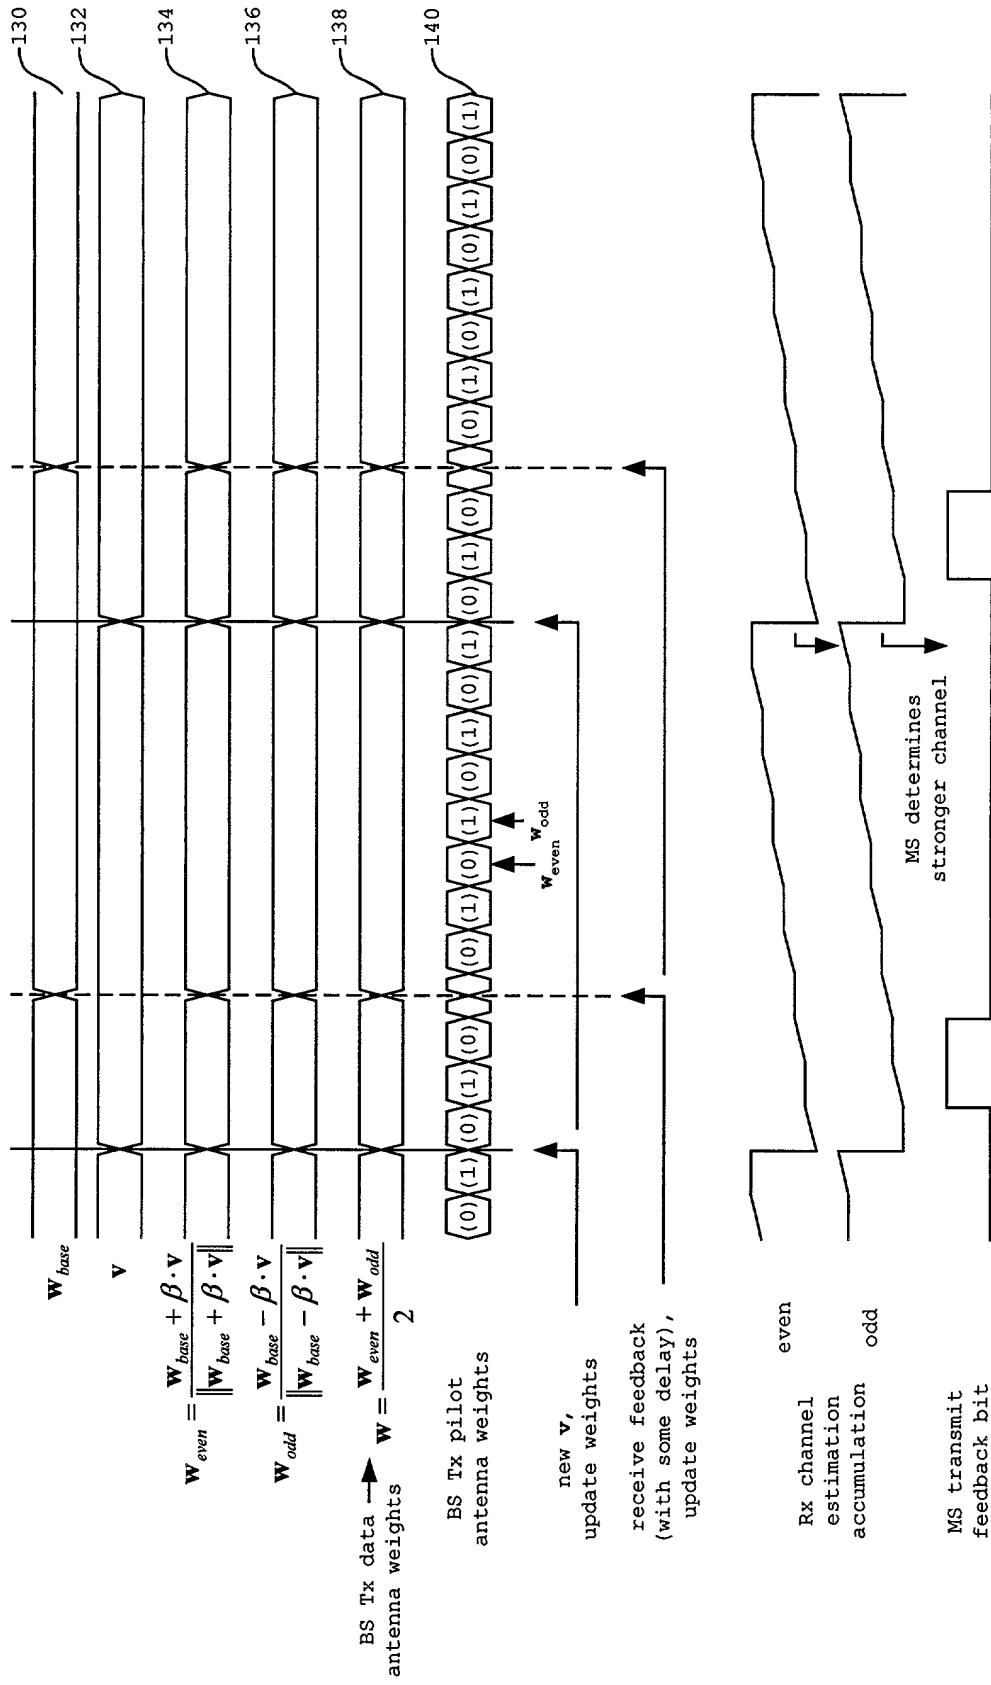 w_base
130
v
132
w_even = (w_base + β · v) / ‖w_base + β · v‖
134
w_odd = (w_base − β · v) / ‖w_base − β · v‖
136
BS Tx data → w = (w_even + w_odd) / 2
antenna weights
138
BS Tx pilot
antenna weights
(0) (1) (0) (1) (0) (0) (1) (0) (1) (0) (1) (0) (1) (0) (1) (0) (0) (1) (0) (1) (0) (1) (0) (1)
140
w_even
w_odd
new v,
update weights
receive feedback
(with some delay),
update weights
Rx channel
estimation
accumulation
even
odd
MS determines
stronger channel
MS transmit
feedback bit